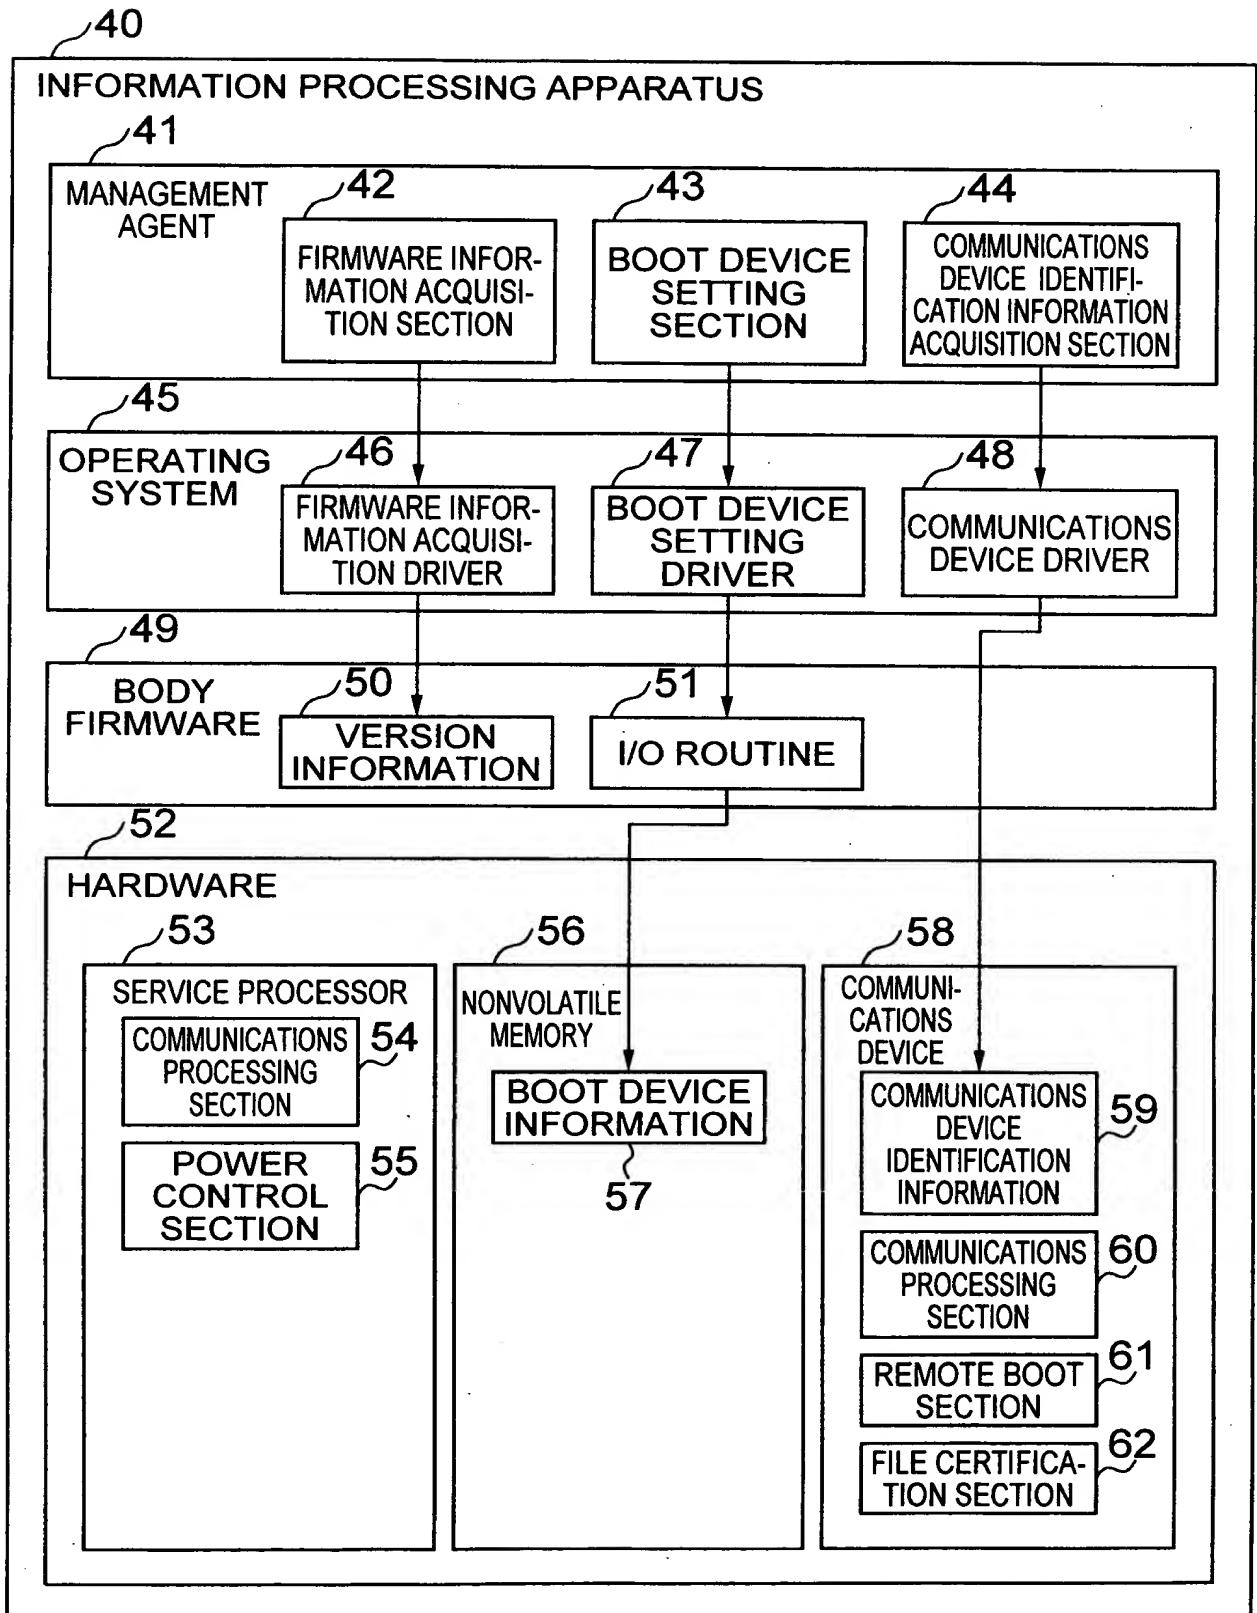 40
INFORMATION PROCESSING APPARATUS
41
MANAGEMENT
AGENT
42
FIRMWARE INFOR-
MATION ACQUISI-
TION SECTION
43
BOOT DEVICE
SETTING
SECTION
44
COMMUNICATIONS
DEVICE IDENTIFI-
CATION INFORMATION
ACQUISITION SECTION
45
OPERATING
SYSTEM
46
FIRMWARE INFOR-
MATION ACQUISI-
TION DRIVER
47
BOOT DEVICE
SETTING
DRIVER
48
COMMUNICATIONS
DEVICE DRIVER
49
BODY
FIRMWARE
50
VERSION
INFORMATION
51
I/O ROUTINE
52
HARDWARE
53
SERVICE PROCESSOR
COMMUNICATIONS
PROCESSING
SECTION
54
POWER
CONTROL
SECTION
55
56
NONVOLATILE
MEMORY
BOOT DEVICE
INFORMATION
57
58
COMMUNI-
CATIONS
DEVICE
COMMUNICATIONS
DEVICE
IDENTIFICATION
INFORMATION
59
COMMUNICATIONS
PROCESSING
SECTION
60
REMOTE BOOT
SECTION
61
FILE CERTIFICA-
TION SECTION
62